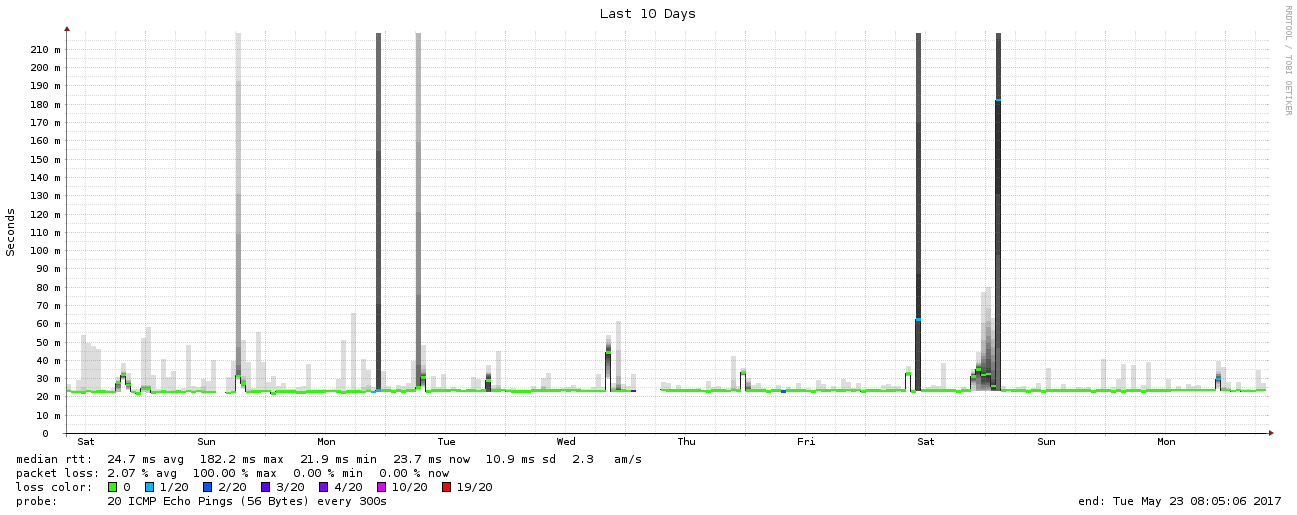 Last 10 Days
RRDTOOL / TOBI OETIKER
Seconds
210 m
200 m
190 m
180 m
170 m
160 m
150 m
140 m
130 m
120 m
110 m
100 m
90 m
80 m
70 m
60 m
50 m
40 m
30 m
20 m
10 m
0
Sat Sun Mon Tue Wed Thu Fri Sat Sun Mon
median rtt: 24.7 ms avg 182.2 ms max 21.9 ms min 23.7 ms now 10.9 ms sd 2.3 am/s
packet loss: 2.07 % avg 100.00 % max 0.00 % min 0.00 % now
loss color: 0 1/20 2/20 3/20 4/20 10/20 19/20
probe: 20 ICMP Echo Pings (56 Bytes) every 300s end: Tue May 23 08:05:06 2017